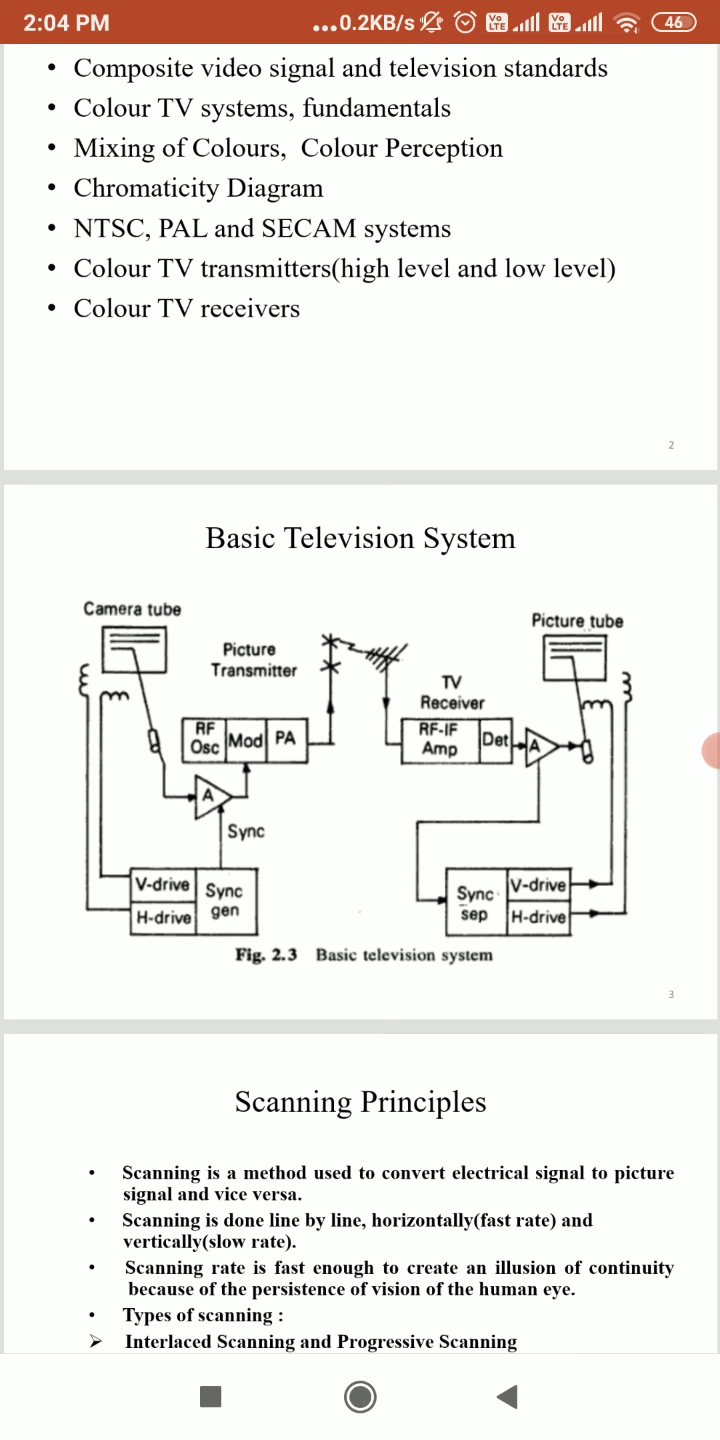 2:04 PM
...0.2KB/s Vo LTE Vo LTE 46
• Composite video signal and television standards
• Colour TV systems, fundamentals
• Mixing of Colours, Colour Perception
• Chromaticity Diagram
• NTSC, PAL and SECAM systems
• Colour TV transmitters(high level and low level)
• Colour TV receivers
2
Basic Television System
Camera tube
Picture tube
Picture
Transmitter
TV
Receiver
RF
Osc
Mod
PA
RF-IF
Amp
Det
A
A
Sync
V-drive
H-drive
Sync
gen
Sync
sep
V-drive
H-drive
Fig. 2.3 Basic television system
3
Scanning Principles
• Scanning is a method used to convert electrical signal to picture
signal and vice versa.
• Scanning is done line by line, horizontally(fast rate) and
vertically(slow rate).
• Scanning rate is fast enough to create an illusion of continuity
because of the persistence of vision of the human eye.
• Types of scanning :
➢ Interlaced Scanning and Progressive Scanning